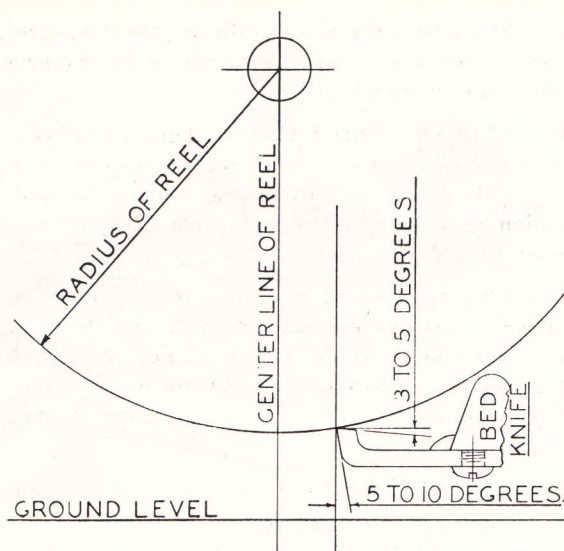 RADIUS OF REEL
CENTER LINE OF REEL
3 TO 5 DEGREES
BED
KNIFE
5 TO 10 DEGREES.
GROUND LEVEL